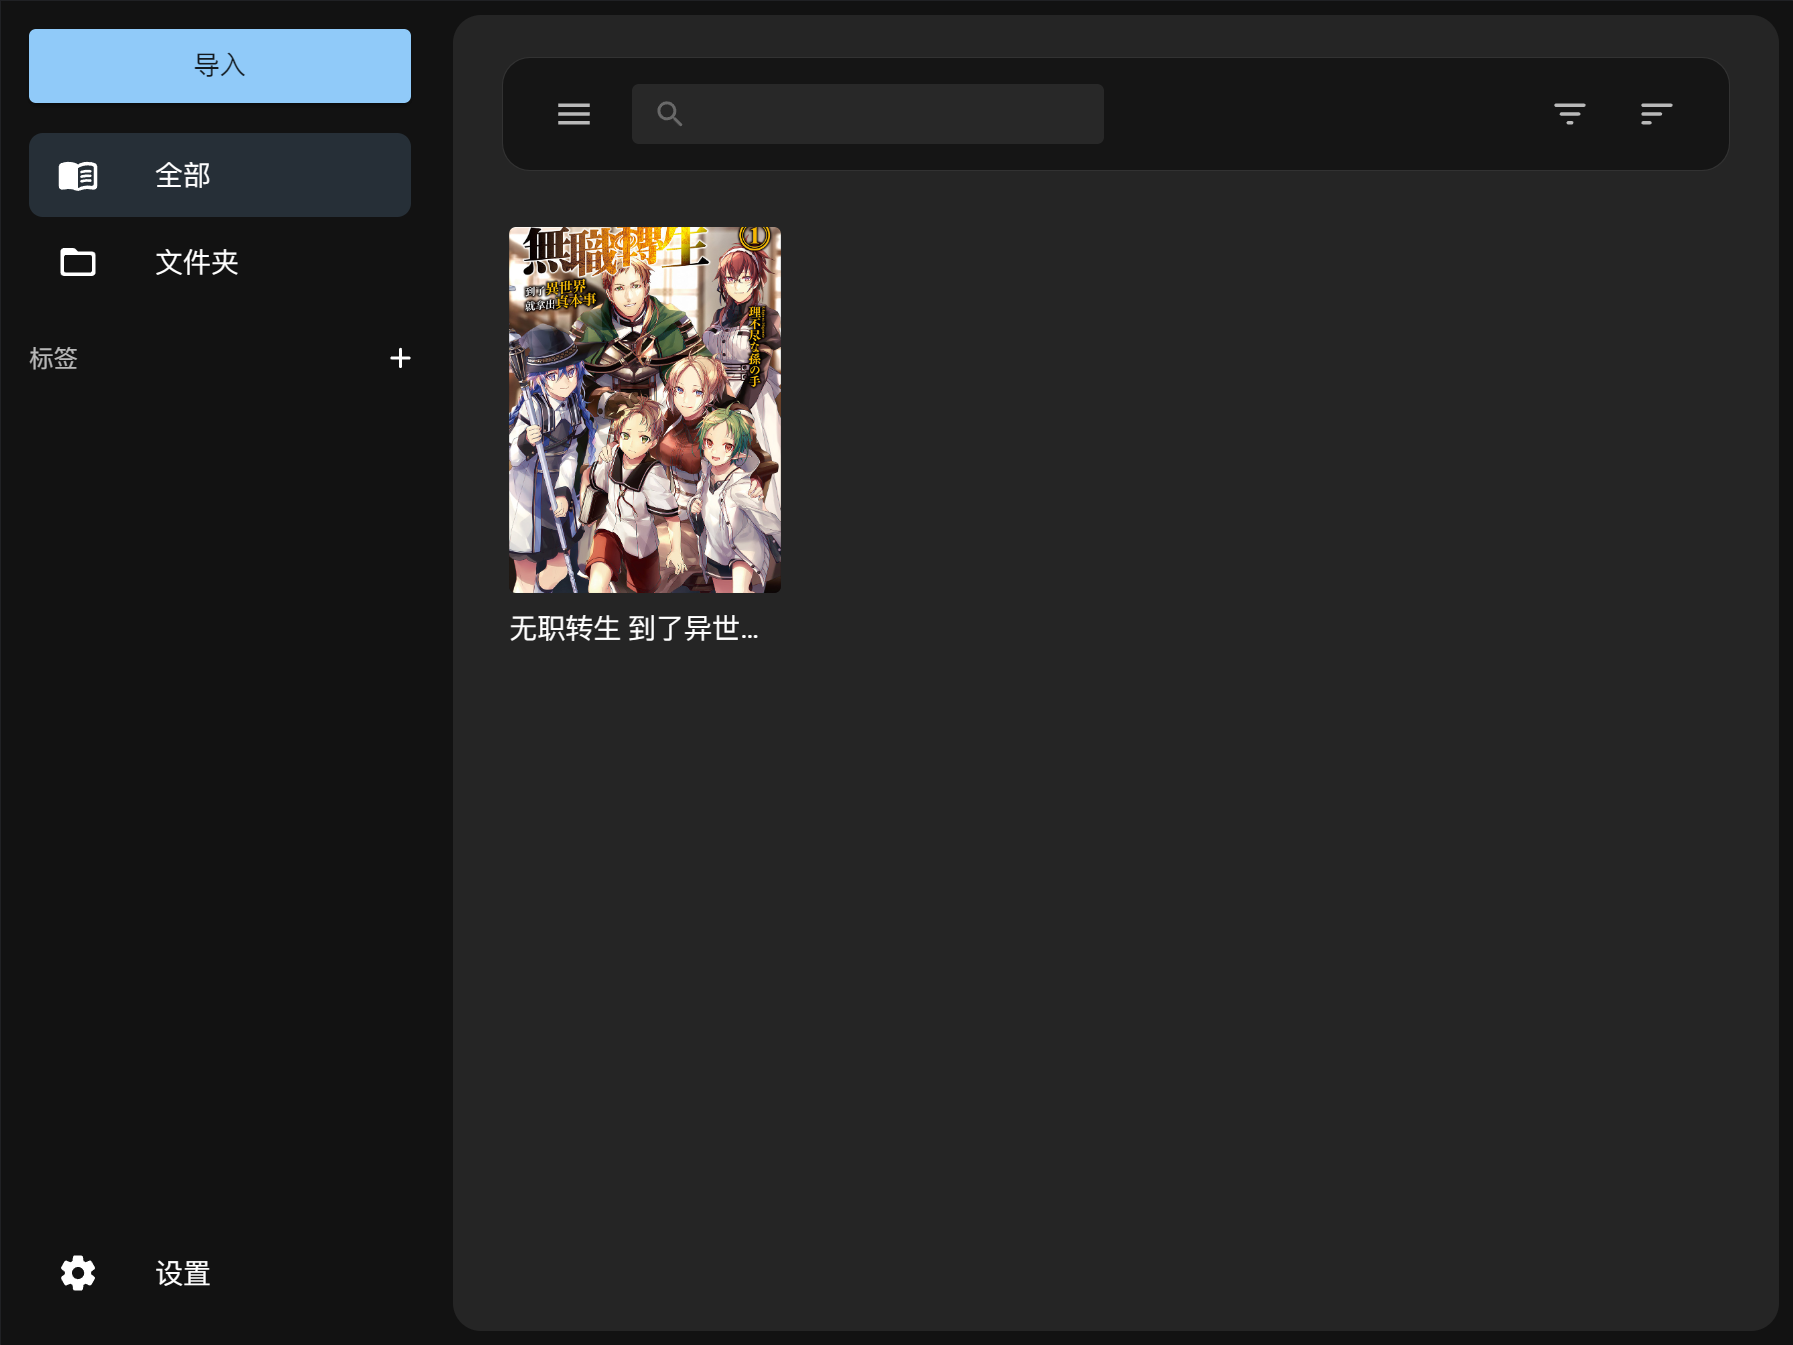 导入
全部
文件夹
标签
設置
無職轉生
①
到了異世界
就拿出真本事
理不尽な孫の手
无职转生 到了异世...
设置